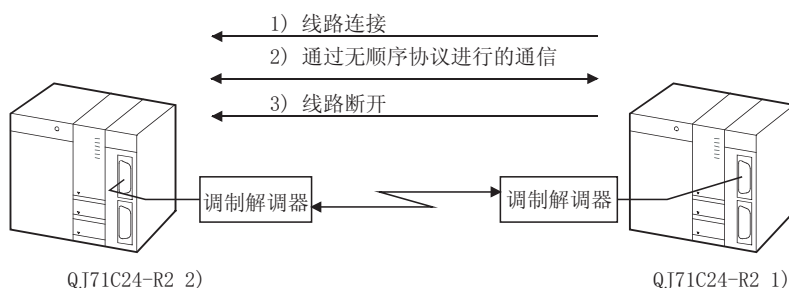 1) 线路连接
2) 通过无顺序协议进行的通信
3) 线路断开
调制解调器
调制解调器
QJ71C24-R2 2)
QJ71C24-R2 1)